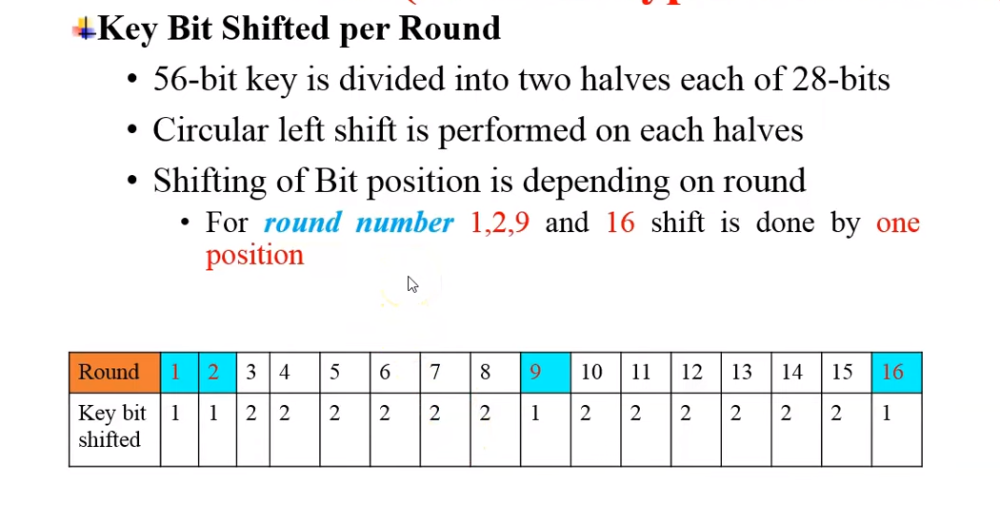 Key Bit Shifted per Round
• 56-bit key is divided into two halves each of 28-bits
• Circular left shift is performed on each halves
• Shifting of Bit position is depending on round
• For round number 1,2,9 and 16 shift is done by one
position
Round 1 2 3 4 5 6 7 8 9 10 11 12 13 14 15 16
Key bit 1 1 2 2 2 2 2 2 1 2 2 2 2 2 2 1
shifted